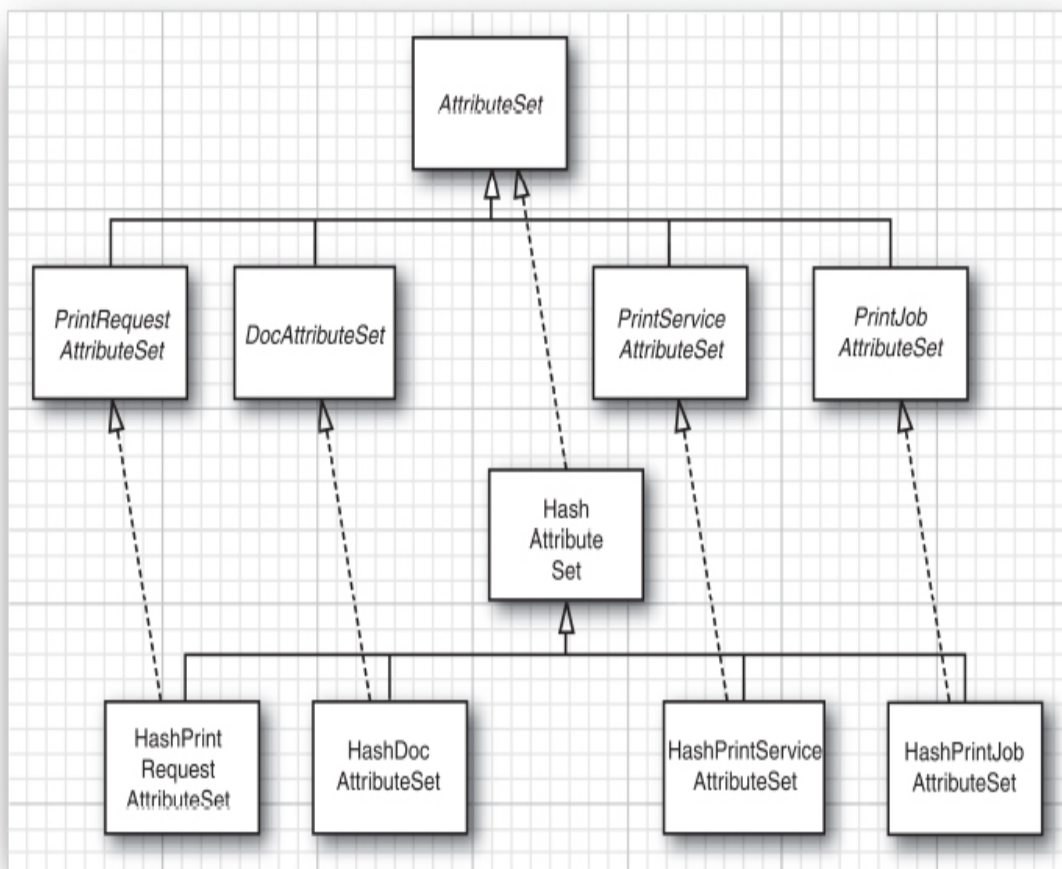 AttributeSet
PrintRequest
AttributeSet
DocAttributeSet
PrintService
AttributeSet
PrintJob
AttributeSet
Hash
Attribute
Set
HashPrint
Request
AttributeSet
HashDoc
AttributeSet
HashPrintService
AttributeSet
HashPrintJob
AttributeSet